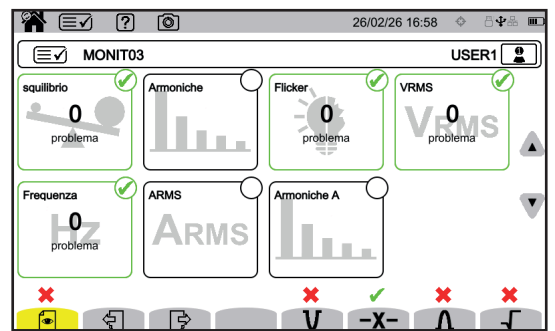 26/02/26 16:58
MONIT03 USER1
squilibrio Armoniche Flicker VRMS
0 0 0
problema problema problema
VRMS
Frequenza ARMS Armoniche A
0
problema
Hz ARMS
-X-